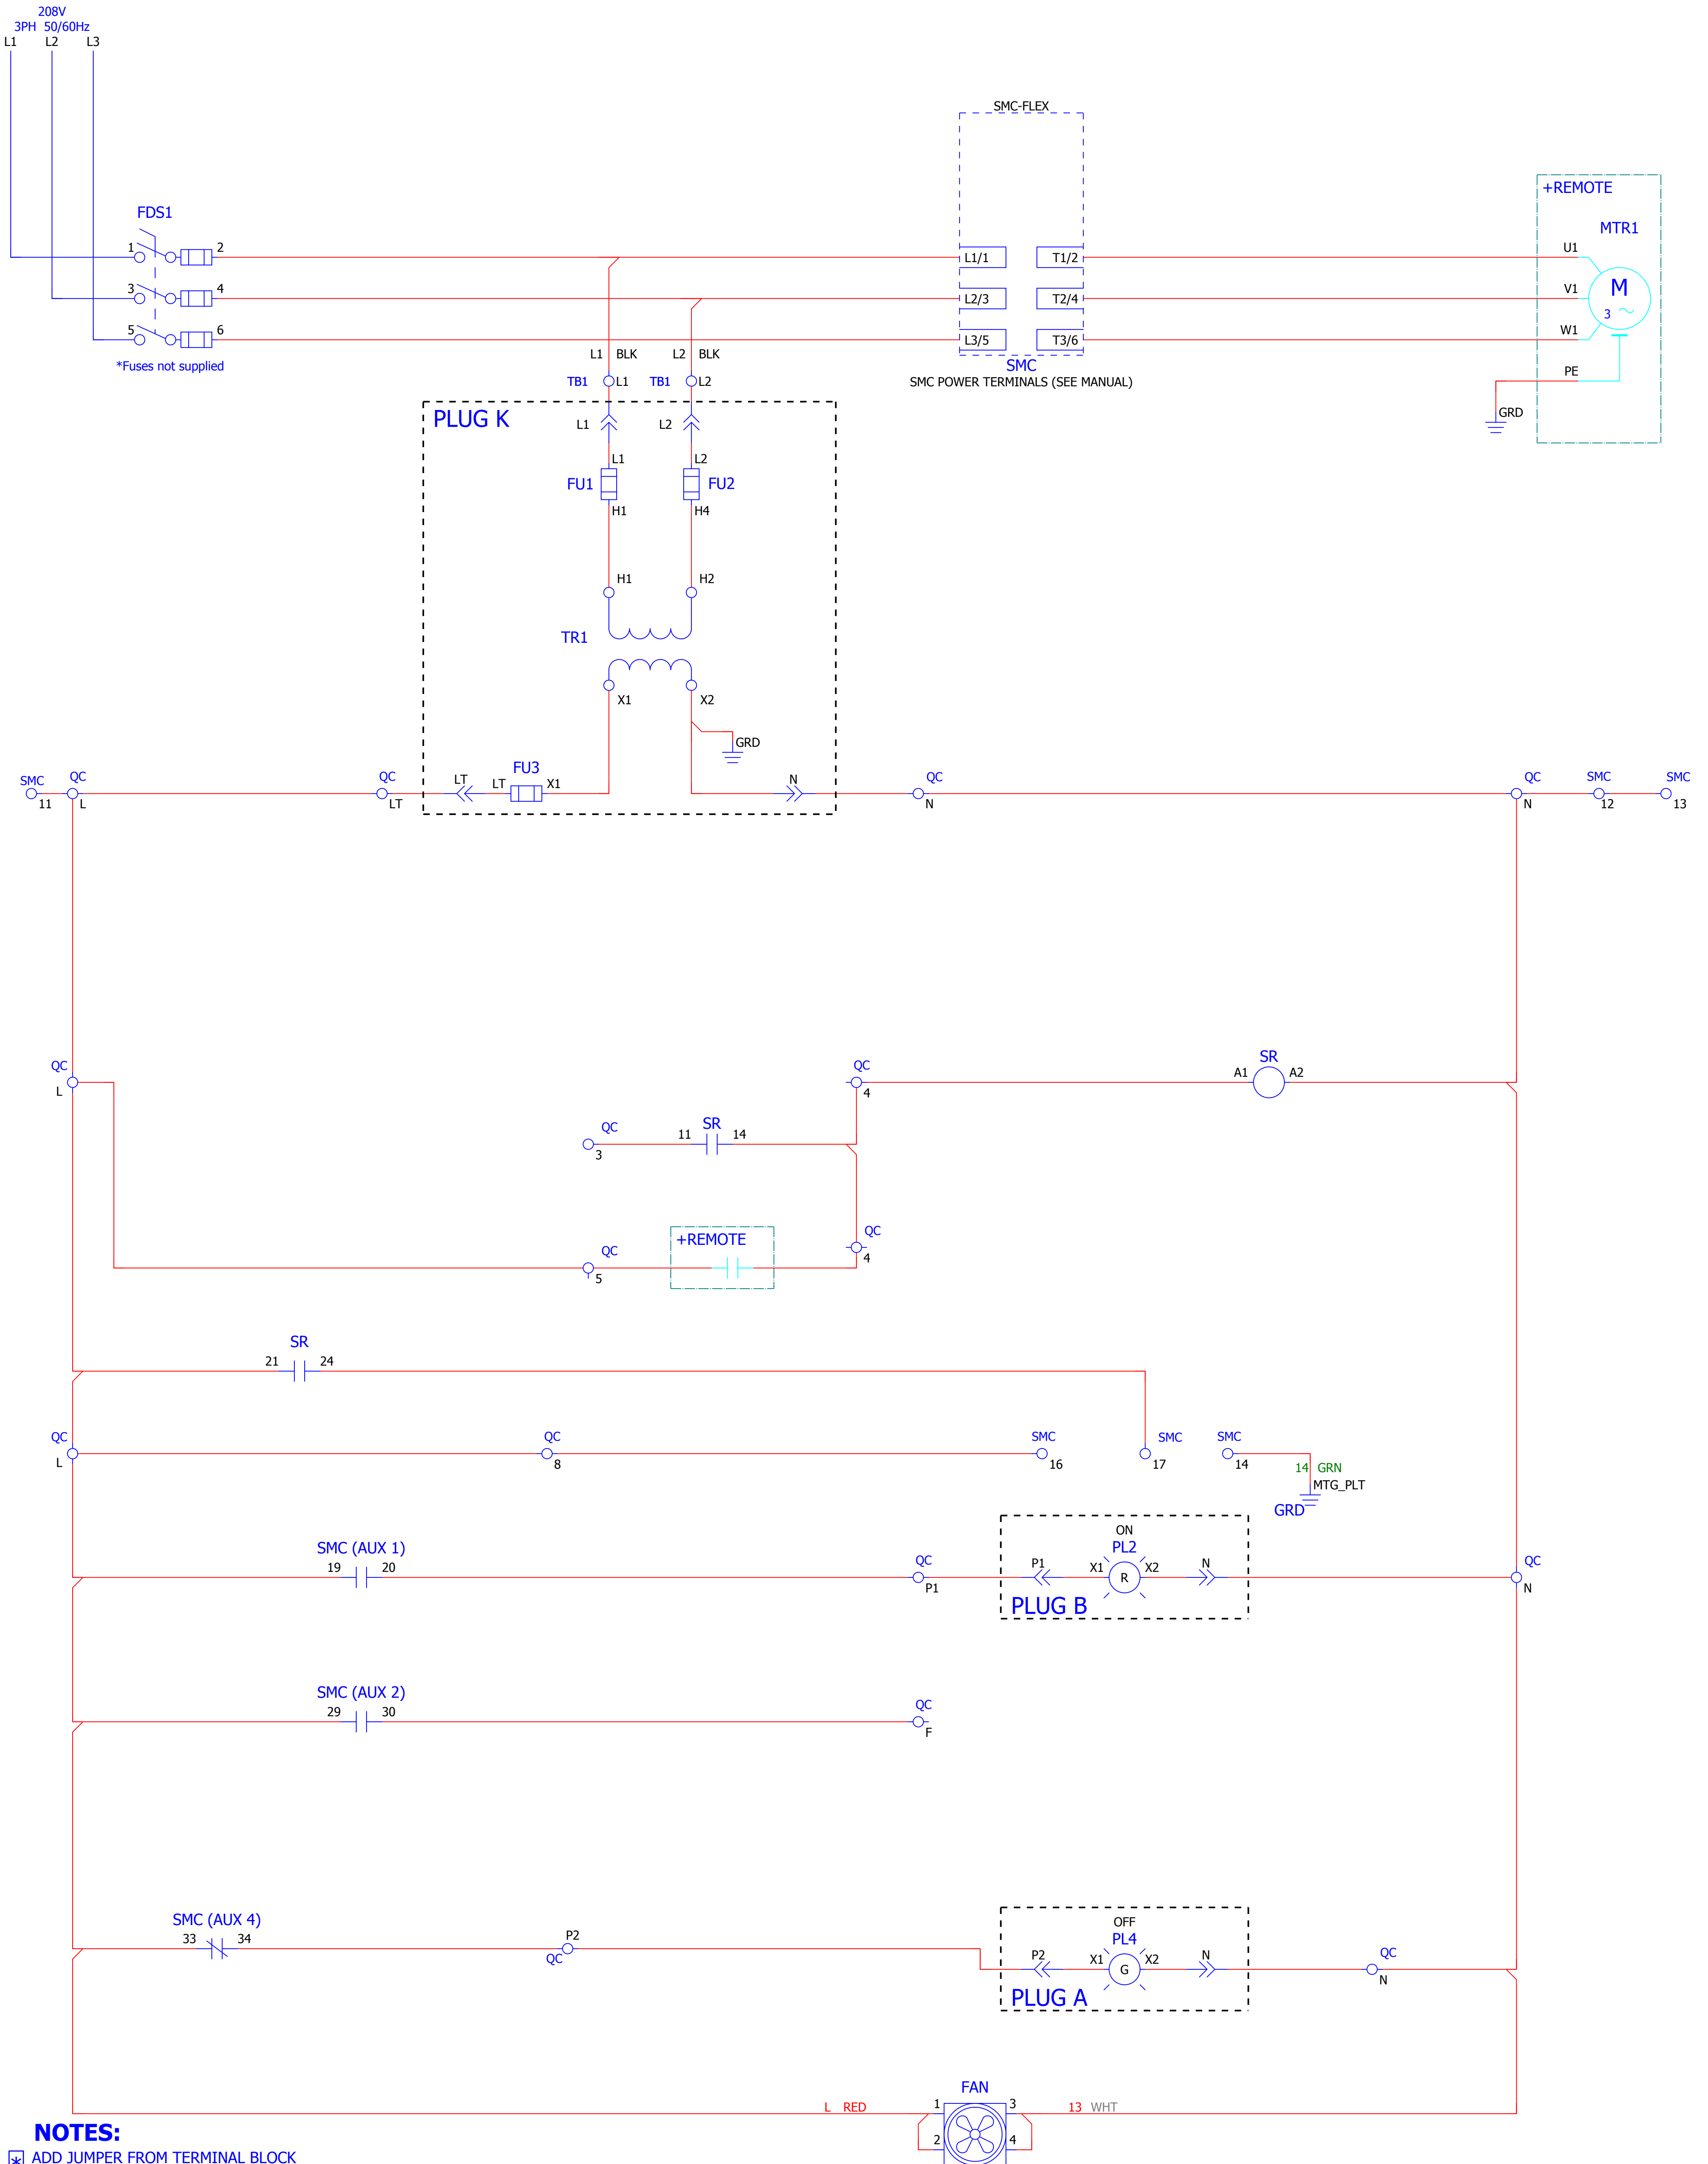 208V
3PH 50/60Hz
L1 L2 L3
SMC-FLEX
+REMOTE
FDS1
MTR1
1 2
L1/1 T1/2
U1
3 4
L2/3 T2/4
V1
M
3
5 6
L3/5 T3/6
W1
*Fuses not supplied
L1 BLK L2 BLK
SMC
SMC POWER TERMINALS (SEE MANUAL)
PE
TB1 L1 TB1 L2
GRD
PLUG K
L1 L2
L1 L2
FU1 FU2
H1 H4
H1 H2
TR1
X1 X2
GRD
SMC QC QC LT LT FU3 X1 N QC QC SMC SMC
11 L LT N N 12 13
QC QC SR
L 4 A1 A2
QC SR
3 11 14
QC +REMOTE QC
5 4
SR
21 24
QC QC SMC SMC SMC
L 8 16 17 14
14 GRN
MTG_PLT
GRD
ON
SMC (AUX 1) QC PL2 QC
19 20 P1 P1 X1 R X2 N N
PLUG B
SMC (AUX 2) QC
29 30 F
OFF
SMC (AUX 4) P2 PL4 QC
33 34 QC P2 X1 G X2 N N
PLUG A
FAN
L RED 1 3 13 WHT
2 4
NOTES:
* ADD JUMPER FROM TERMINAL BLOCK